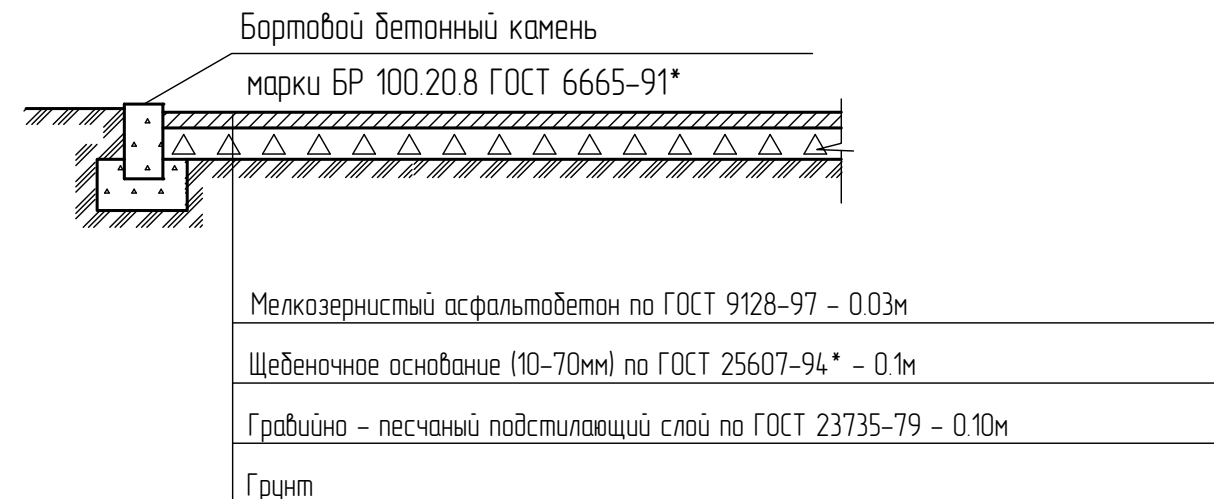 Бортовой бетонный камень
марки БР 100.20.8 ГОСТ 6665-91*
Мелкозернистый асфальтобетон по ГОСТ 9128-97 - 0.03м
Щебеночное основание (10-70мм) по ГОСТ 25607-94* - 0.1м
Гравийно - песчаный подстилающий слой по ГОСТ 23735-79 - 0.10м
Грунт